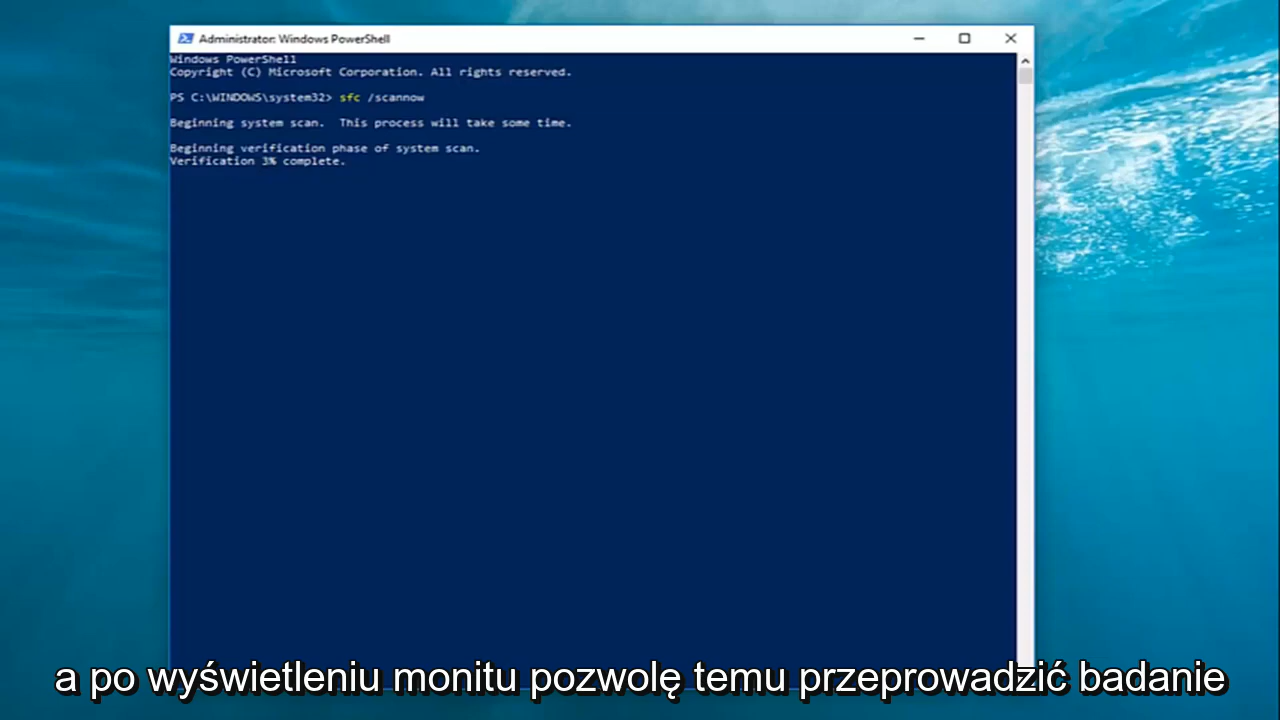 Administrator: Windows PowerShell
Windows PowerShell
Copyright (C) Microsoft Corporation. All rights reserved.
PS C:\WINDOWS\system32> sfc /scannow
Beginning system scan. This process will take some time.
Beginning verification phase of system scan.
Verification 3% complete.
a po wyświetleniu monitu pozwolę temu przeprowadzić badanie